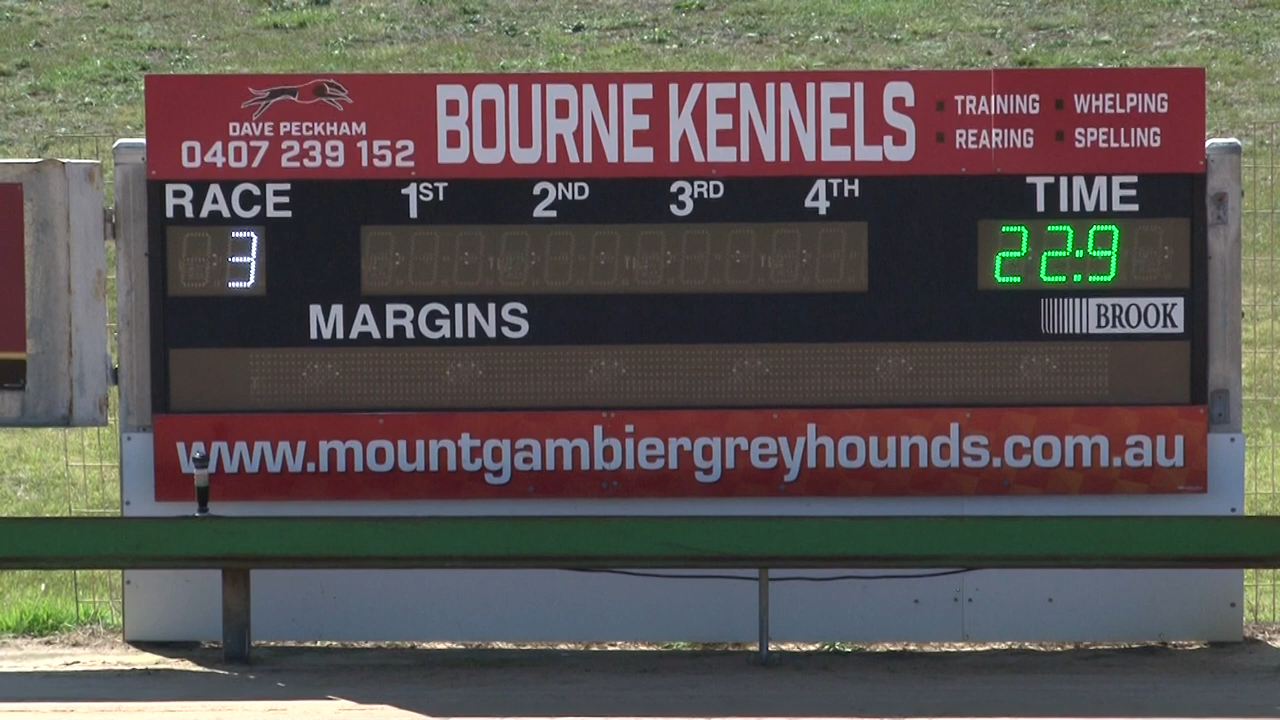 DAVE PECKHAM
0407 239 152
BOURNE KENNELS
TRAINING
WHELPING
REARING
SPELLING
RACE 1ST 2ND 3RD 4TH TIME
3 22:9
MARGINS
BROOK
www.mountgambiergreyhounds.com.au